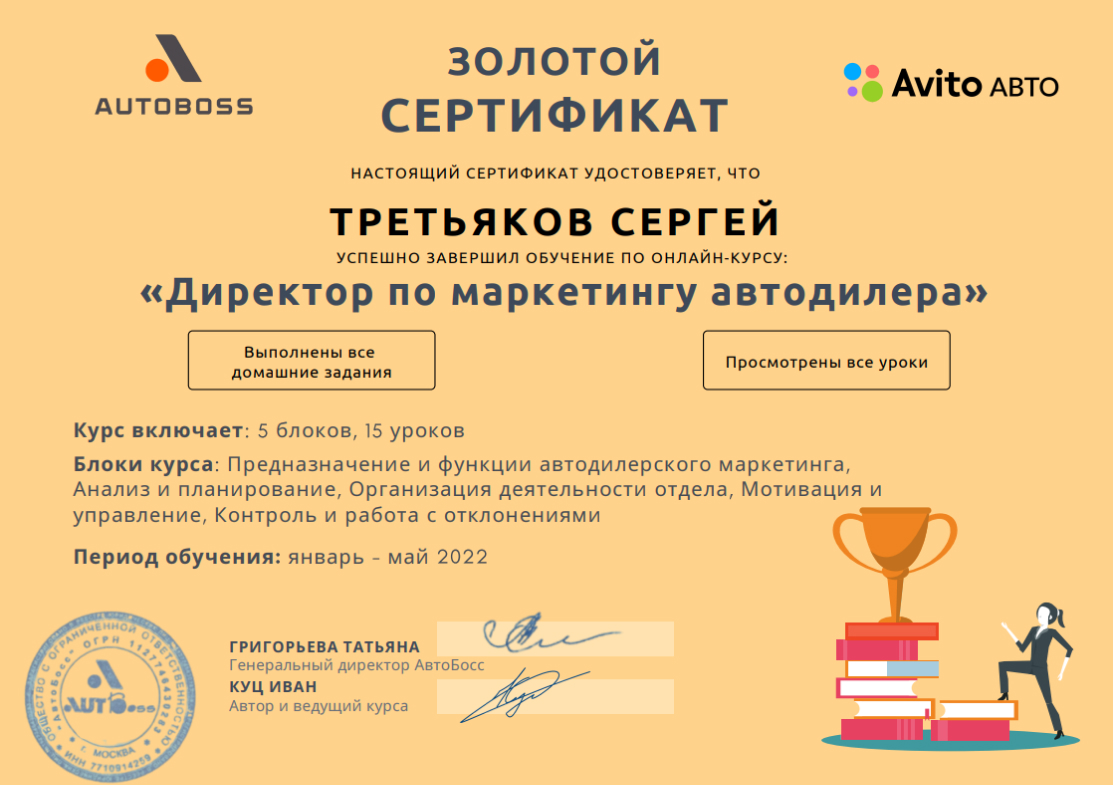 AUTOBOSS
ЗОЛОТОЙ
СЕРТИФИКАТ
Avito АВТО
НАСТОЯЩИЙ СЕРТИФИКАТ УДОСТОВЕРЯЕТ, ЧТО
ТРЕТЬЯКОВ СЕРГЕЙ
УСПЕШНО ЗАВЕРШИЛ ОБУЧЕНИЕ ПО ОНЛАЙН-КУРСУ:
«Директор по маркетингу автодилера»
Выполнены все
домашние задания
Просмотрены все уроки
Курс включает: 5 блоков, 15 уроков
Блоки курса: Предназначение и функции автодилерского маркетинга,
Анализ и планирование, Организация деятельности отдела, Мотивация и
управление, Контроль и работа с отклонениями
Период обучения: январь - май 2022
ГРИГОРЬЕВА ТАТЬЯНА
Генеральный директор АвтоБосс
КУЦ ИВАН
Автор и ведущий курса
ОБЩЕСТВО С ОГРАНИЧЕННОЙ ОТВЕТСТВЕННОСТЬЮ
"АвтоБосс" ОГРН
AUTBoss
г. МОСКВА
ИНН 7710914259